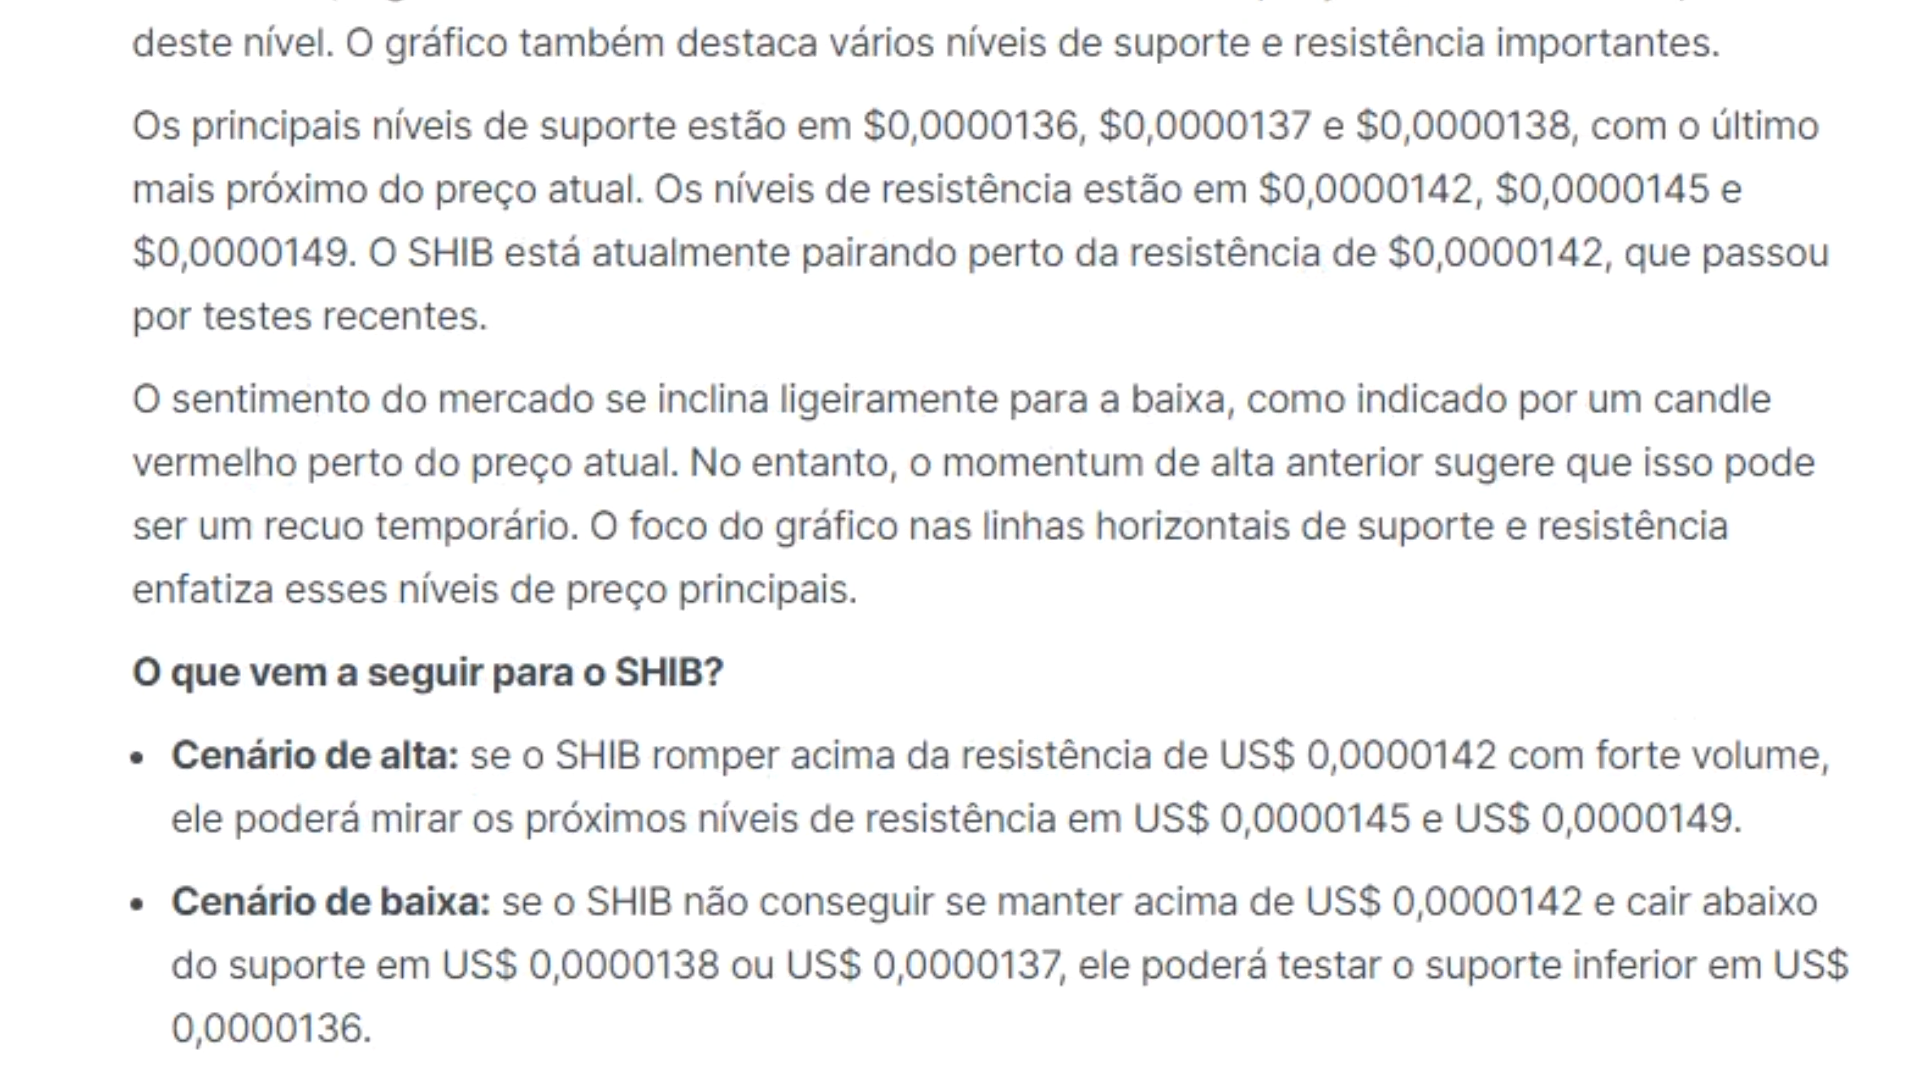 deste nível. O gráfico também destaca vários níveis de suporte e resistência importantes.
Os principais níveis de suporte estão em $0,0000136, $0,0000137 e $0,0000138, com o último
mais próximo do preço atual. Os níveis de resistência estão em $0,0000142, $0,0000145 e
$0,0000149. O SHIB está atualmente pairando perto da resistência de $0,0000142, que passou
por testes recentes.
O sentimento do mercado se inclina ligeiramente para a baixa, como indicado por um candle
vermelho perto do preço atual. No entanto, o momentum de alta anterior sugere que isso pode
ser um recuo temporário. O foco do gráfico nas linhas horizontais de suporte e resistência
enfatiza esses níveis de preço principais.
O que vem a seguir para o SHIB?
• Cenário de alta: se o SHIB romper acima da resistência de US$ 0,0000142 com forte volume,
ele poderá mirar os próximos níveis de resistência em US$ 0,0000145 e US$ 0,0000149.
• Cenário de baixa: se o SHIB não conseguir se manter acima de US$ 0,0000142 e cair abaixo
do suporte em US$ 0,0000138 ou US$ 0,0000137, ele poderá testar o suporte inferior em US$
0,0000136.